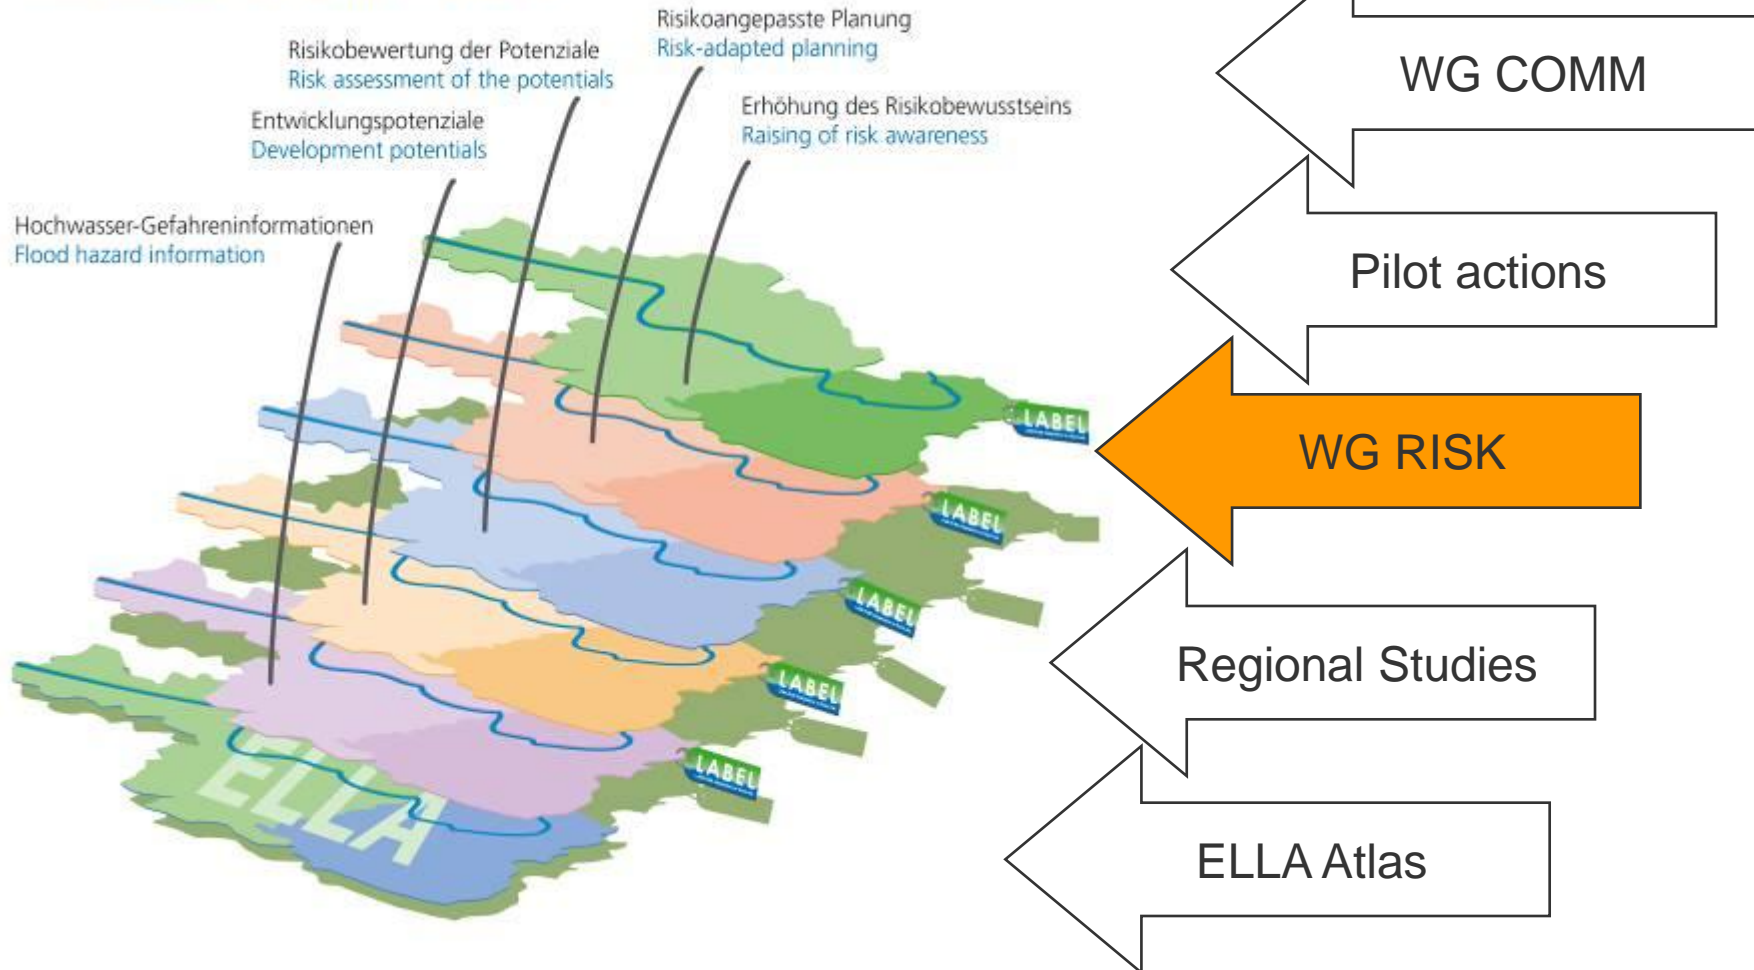 Risikoangepasste Planung
Risk-adapted planning
Risikobewertung der Potenziale
Risk assessment of the potentials
Erhöhung des Risikobewusstseins
Raising of risk awareness
Entwicklungspotenziale
Development potentials
Hochwasser-Gefahreninformationen
Flood hazard information
LABEL
LABEL
LABEL
LABEL
LABEL
ELLA
WG COMM
Pilot actions
WG RISK
Regional Studies
ELLA Atlas